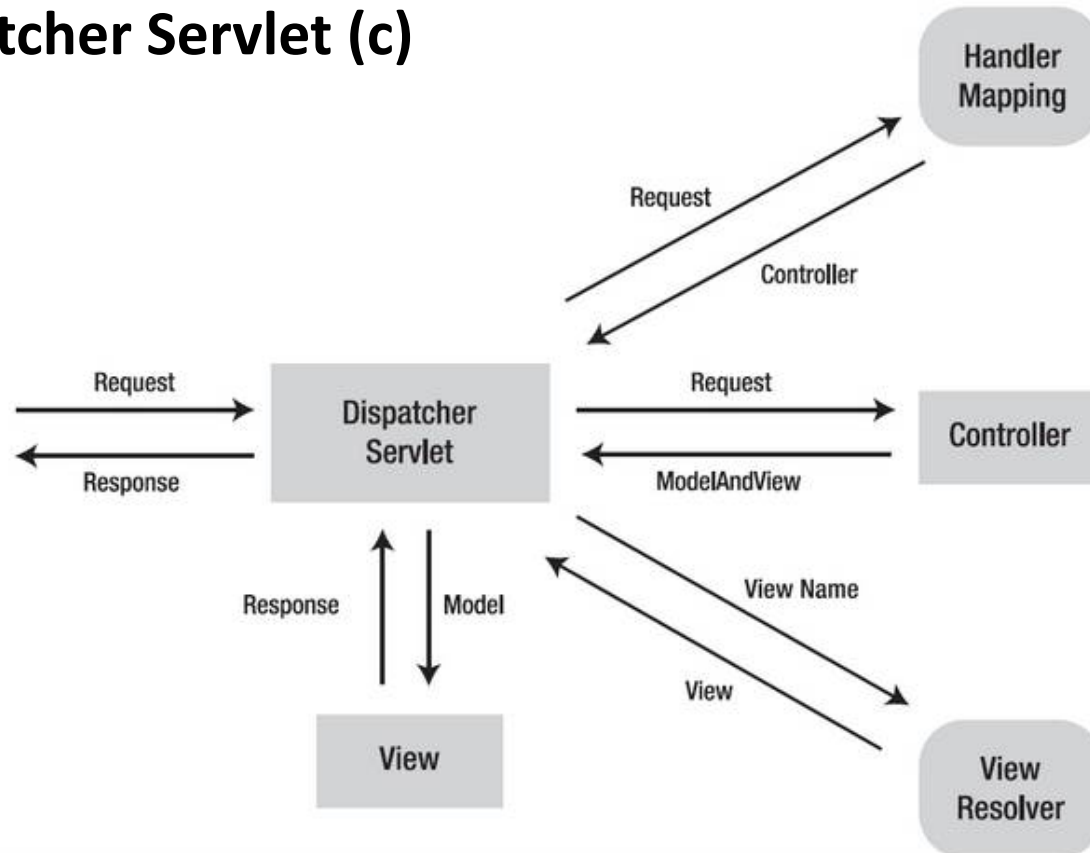 tcher Servlet (c)
Handler
Mapping
Request
Controller
Request
Response
Dispatcher
Servlet
Request
ModelAndView
Controller
Response
Model
View Name
View
View
View
Resolver